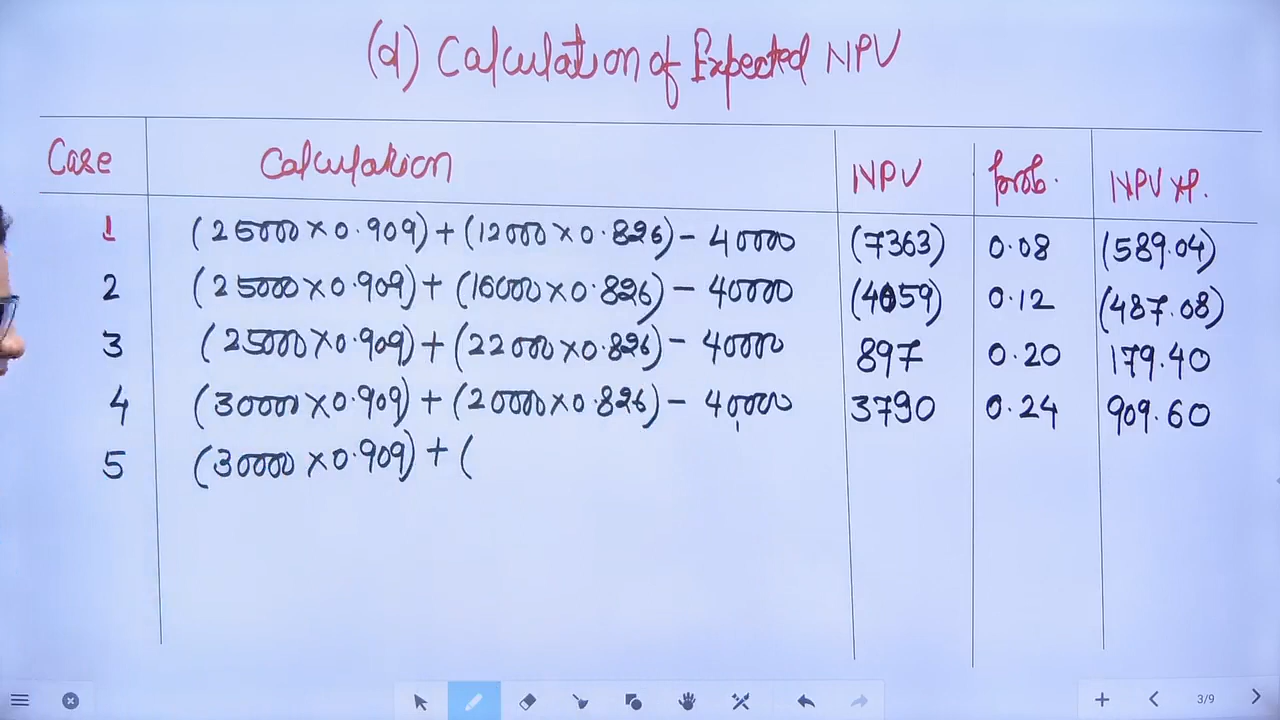 (d) Calculation of Expected NPV
Case Calculation NPV Prob. NPV XP.
1 (25000 × 0.909) + (12000 × 0.826) - 40000 (7363) 0.08 (589.04)
2 (25000 × 0.909) + (16000 × 0.826) - 40000 (4059) 0.12 (487.08)
3 (25000 × 0.909) + (22000 × 0.826) - 40000 897 0.20 179.40
4 (30000 × 0.909) + (20000 × 0.826) - 40000 3790 0.24 909.60
5 (30000 × 0.909) + (
3/9